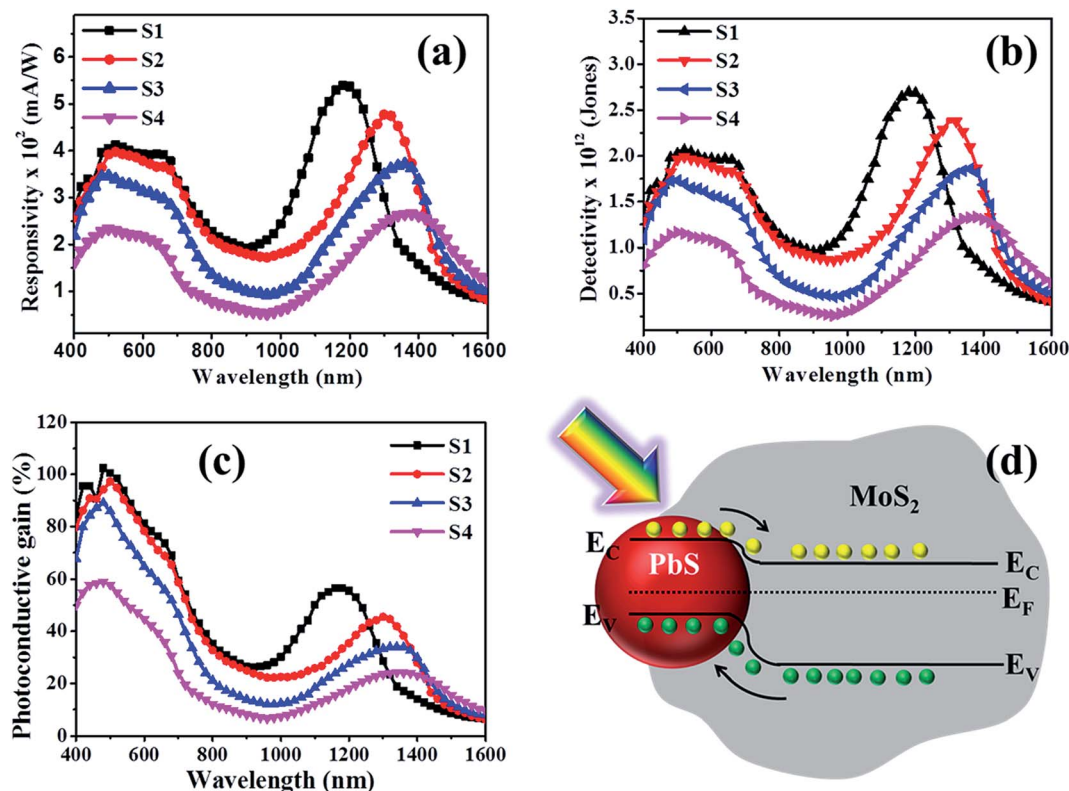 (a)
S1
S2
S3
S4
Responsivity x 10² (mA/W)
6
5
4
3
2
1
400 600 800 1000 1200 1400 1600
Wavelength (nm)
(b)
S1
S2
S3
S4
Detectivity x 10¹² (Jones)
3.5
3.0
2.5
2.0
1.5
1.0
0.5
400 600 800 1000 1200 1400 1600
Wavelength (nm)
(c)
S1
S2
S3
S4
Photoconductive gain (%)
120
100
80
60
40
20
0
400 600 800 1000 1200 1400 1600
Wavelength (nm)
(d)
MoS₂
E_C
PbS
E_C
E_F
E_V
E_V